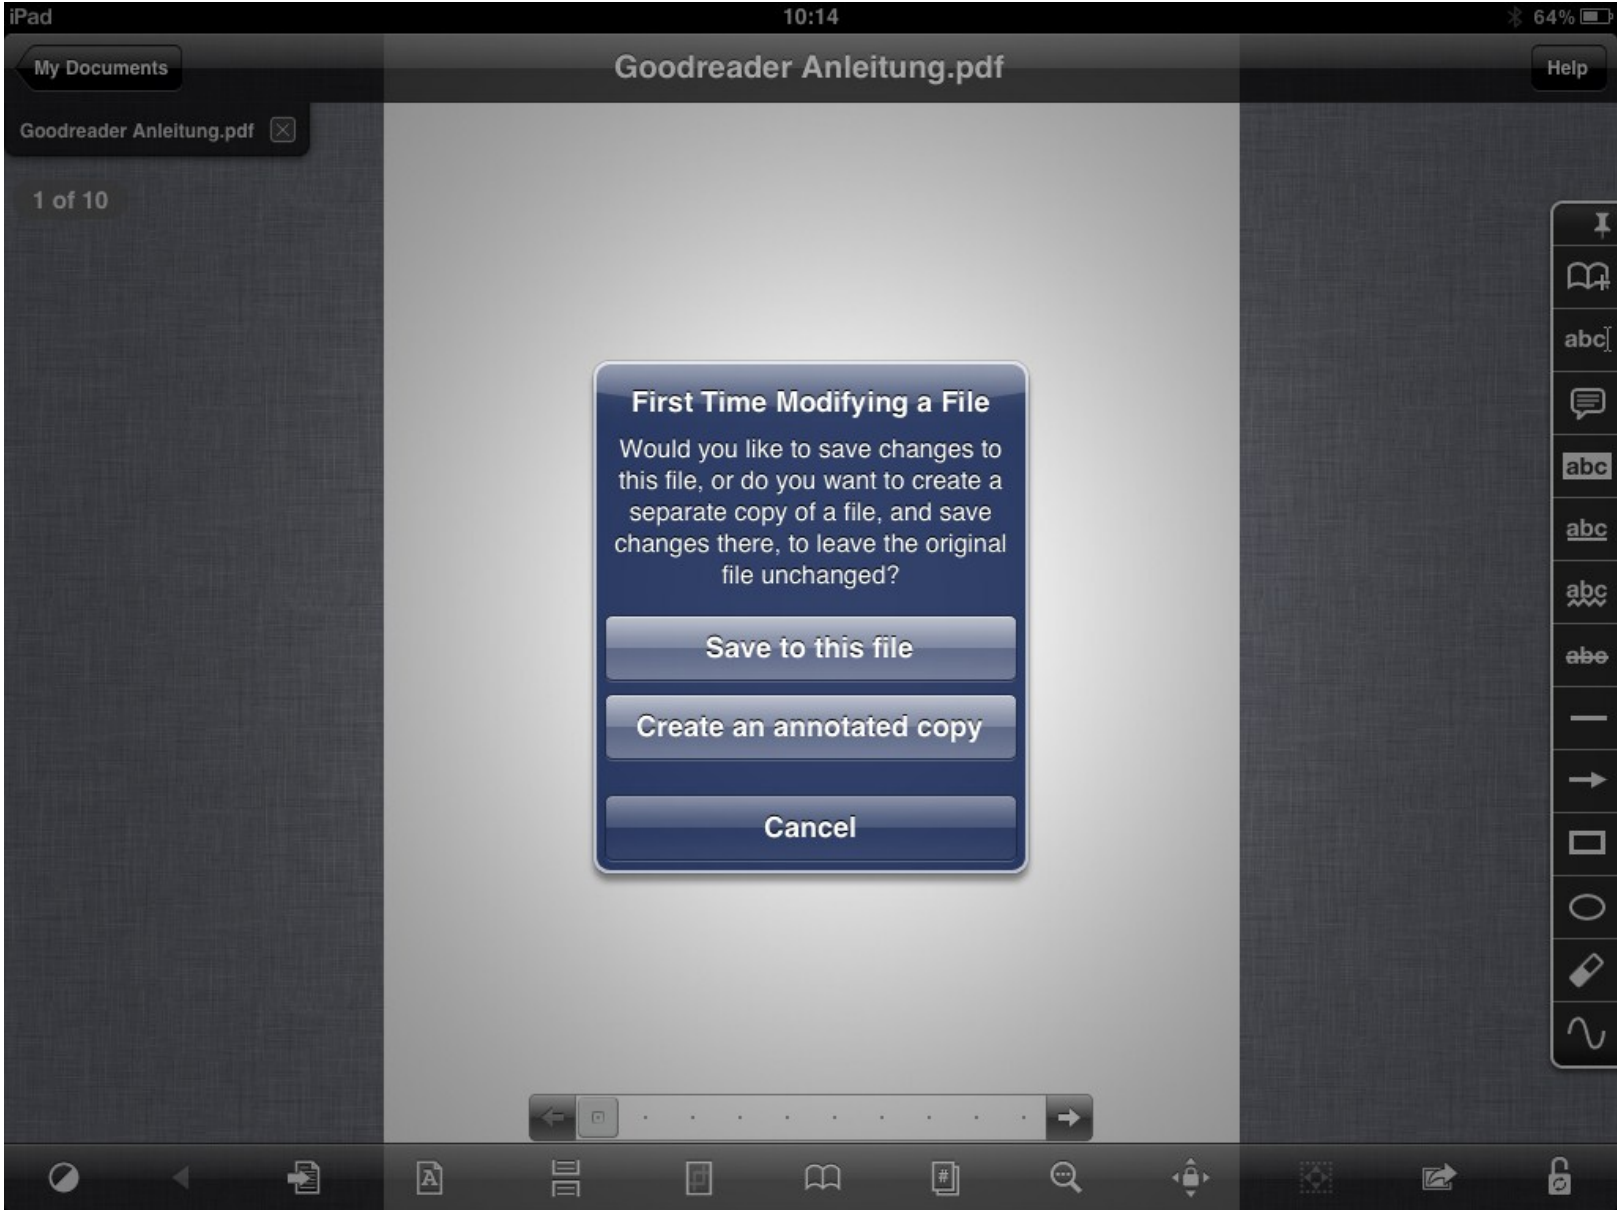 iPad
10:14
64%
My Documents
Goodreader Anleitung.pdf
Help
Goodreader Anleitung.pdf
1 of 10
First Time Modifying a File
Would you like to save changes to
this file, or do you want to create a
separate copy of a file, and save
changes there, to leave the original
file unchanged?
Save to this file
Create an annotated copy
Cancel
abc
abc
abc
abc
abc
A
#